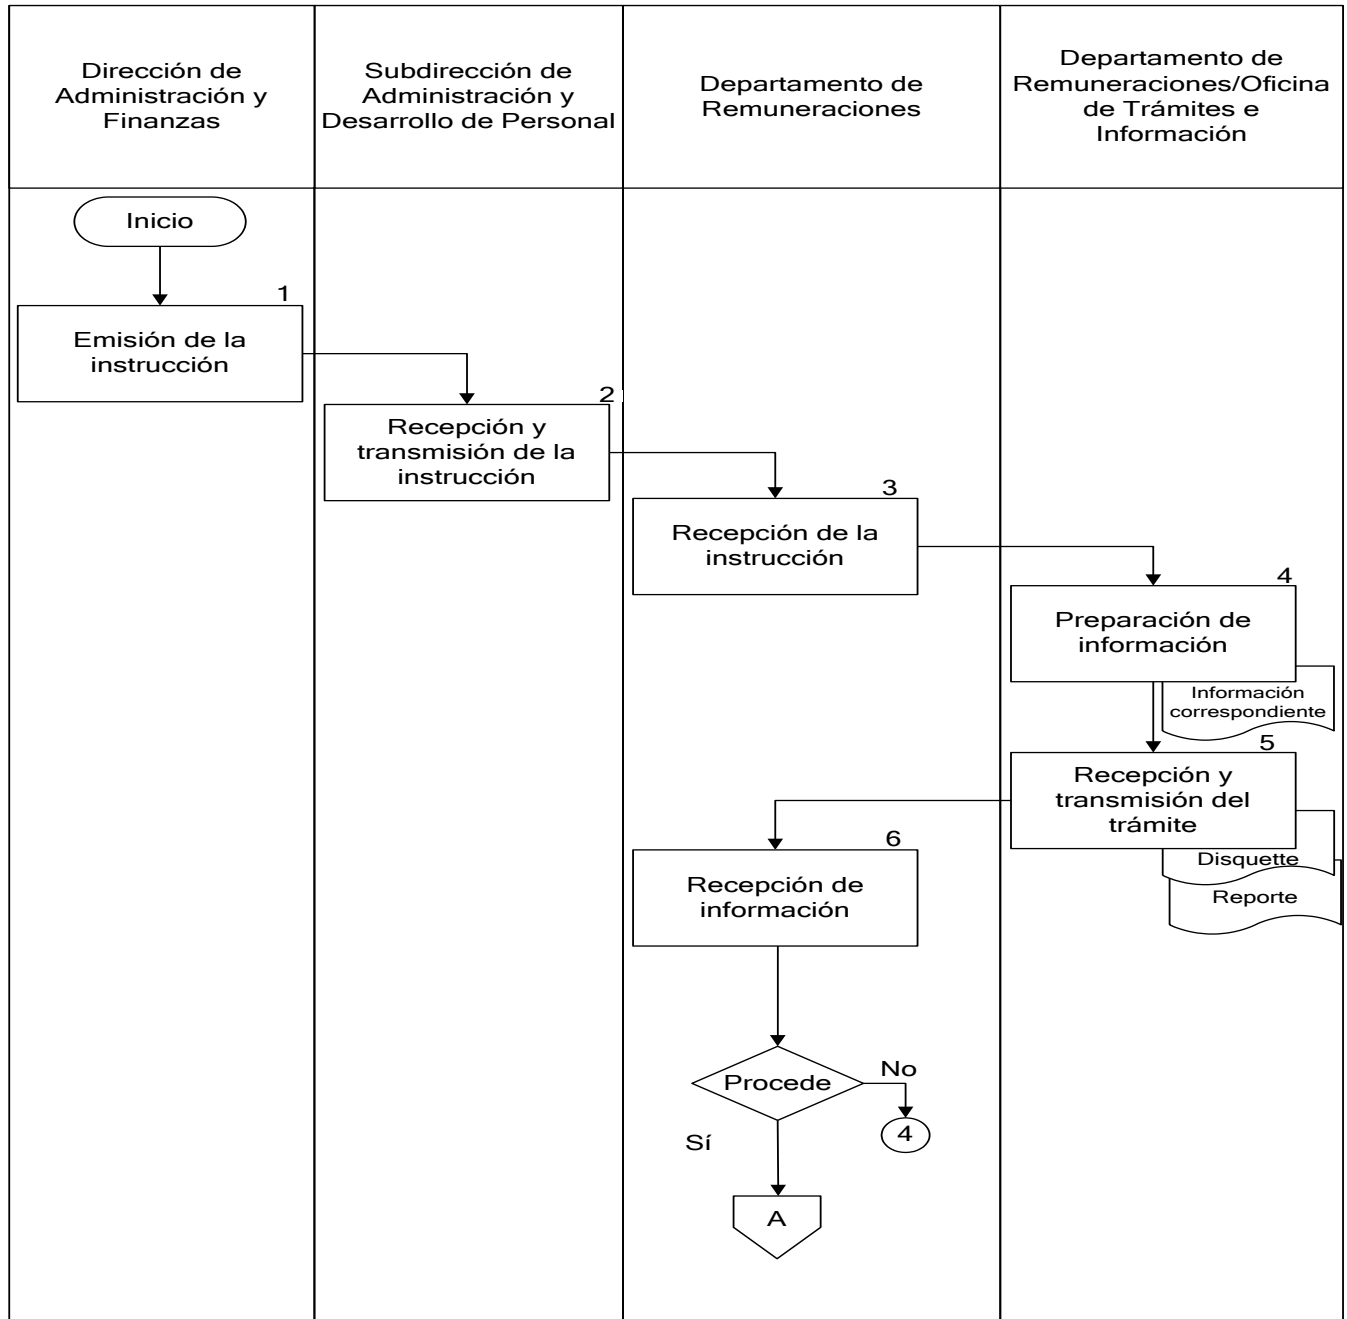 Dirección de
Administración y
Finanzas
Subdirección de
Administración y
Desarrollo de Personal
Departamento de
Remuneraciones
Departamento de
Remuneraciones/Oficina
de Trámites e
Información
Inicio
1
Emisión de la
instrucción
2
Recepción y
transmisión de la
instrucción
3
Recepción de la
instrucción
4
Preparación de
información
Información
correspondiente
5
Recepción y
transmisión del
trámite
Disquette
Reporte
6
Recepción de
información
Procede
No
4
Sí
A